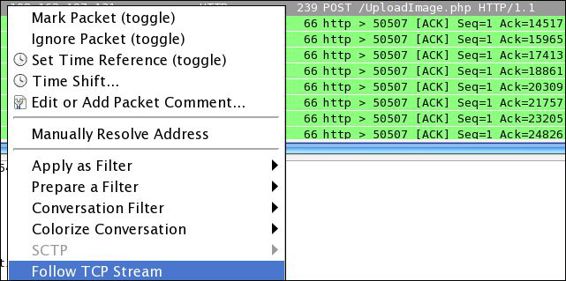 239 POST /UploadImage.php HTTP/1.1
Mark Packet (toggle)
Ignore Packet (toggle)
Set Time Reference (toggle)
Time Shift...
Edit or Add Packet Comment...
Manually Resolve Address
Apply as Filter
Prepare a Filter
Conversation Filter
Colorize Conversation
SCTP
Follow TCP Stream
66 http > 50507 [ACK] Seq=1 Ack=14517
66 http > 50507 [ACK] Seq=1 Ack=15965
66 http > 50507 [ACK] Seq=1 Ack=17413
66 http > 50507 [ACK] Seq=1 Ack=18861
66 http > 50507 [ACK] Seq=1 Ack=20309
66 http > 50507 [ACK] Seq=1 Ack=21757
66 http > 50507 [ACK] Seq=1 Ack=23205
66 http > 50507 [ACK] Seq=1 Ack=24826